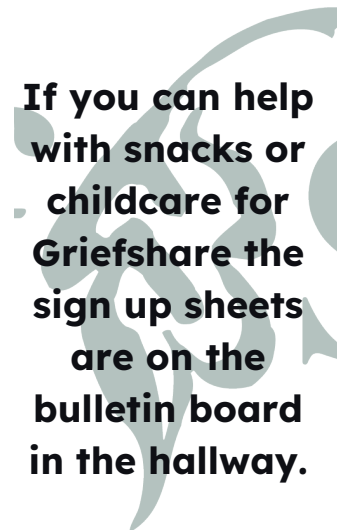 If you can help
with snacks or
childcare for
Griefshare the
sign up sheets
are on the
bulletin board
in the hallway.